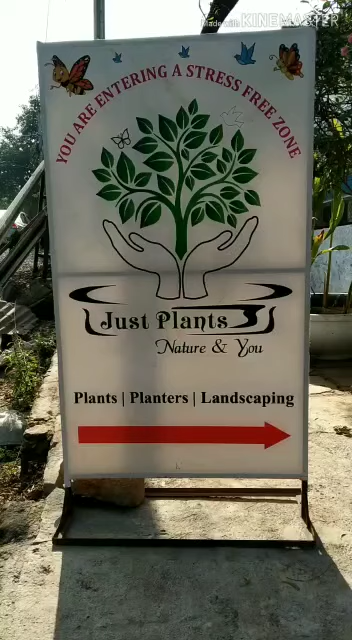 Made with KINEMASTER
YOU ARE ENTERING A STRESS FREE ZONE
Just Plants
Nature & You
Plants | Planters | Landscaping